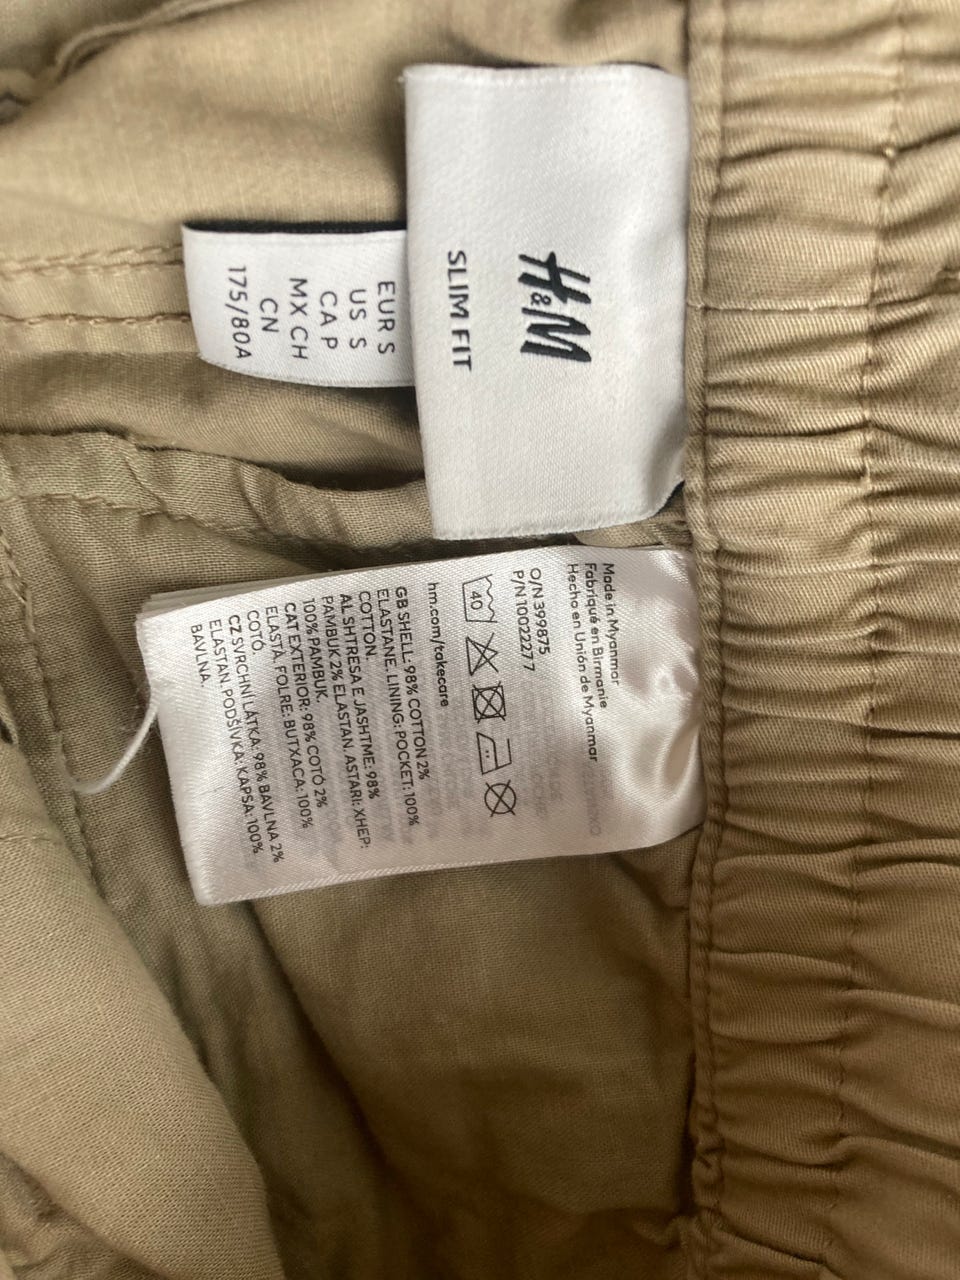 H&M
SLIM FIT
EUR S
US S
CA P
MX CH
CN
175/80A
Made in Myanmar
Fabriqué en Birmanie
Hecho en Unión de Myanmar
O/N 399875
P/N 10022277
40
hm.com/takecare
GB SHELL: 98% COTTON 2%
ELASTANE. LINING: POCKET: 100%
COTTON.
AL SHTRESA E JASHTME: 98%
PAMBUK 2% ELASTAN. ASTARI: XHEP:
100% PAMBUK.
CAT EXTERIOR: 98% COTÓ 2%
ELASTÀ. FOLRE: BUTXACA: 100%
COTÓ.
CZ SVRCHNÍ LÁTKA: 98% BAVLNA 2%
ELASTAN. PODŠÍVKA: KAPSA: 100%
BAVLNA.